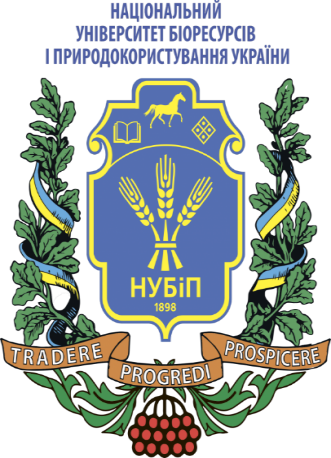 НАЦІОНАЛЬНИЙ
УНІВЕРСИТЕТ БІОРЕСУРСІВ
І ПРИРОДОКОРИСТУВАННЯ УКРАЇНИ
НУБіП
1898
TRADERE
PROGREDI
PROSPICERE